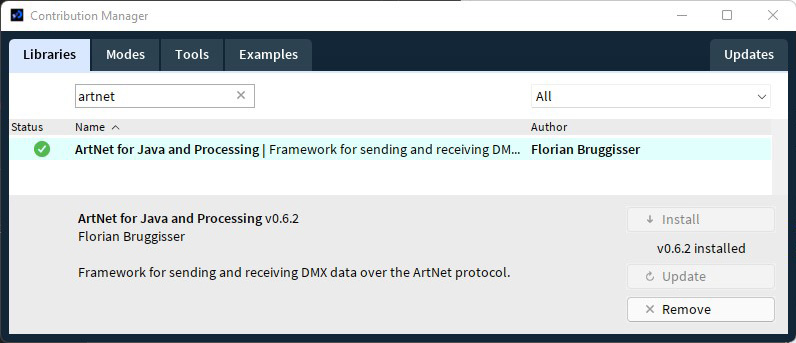 Contribution Manager
Libraries Modes Tools Examples Updates
artnet All
Status Name Author
ArtNet for Java and Processing | Framework for sending and receiving DM... Florian Bruggisser
ArtNet for Java and Processing v0.6.2
Florian Bruggisser
Framework for sending and receiving DMX data over the ArtNet protocol.
Install
v0.6.2 installed
Update
Remove